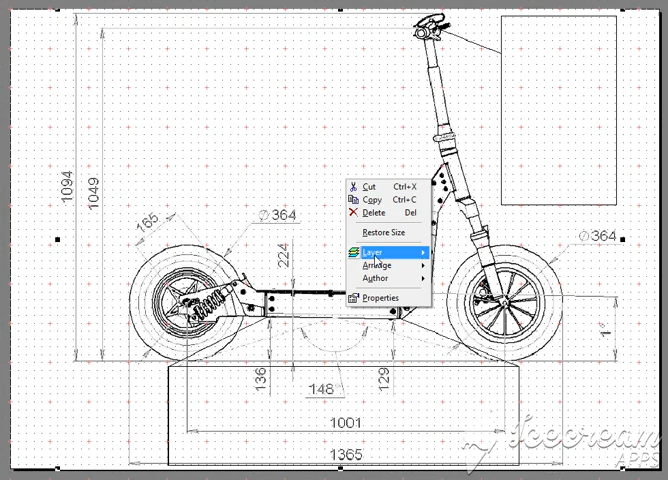 1094
1049
165
∅364
224
Cut Ctrl+X
Copy Ctrl+C
Delete Del
Restore Size
Layer
Arrange
Author
Properties
∅364
1°
136
148°
129
1001
1365
Icecream
APPS